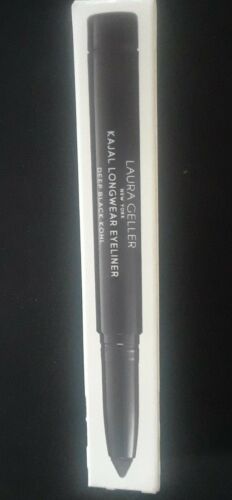 LAURA GELLER
NEW YORK
KAJAL LONGWEAR EYELINER
DEEP BLACK KOHL